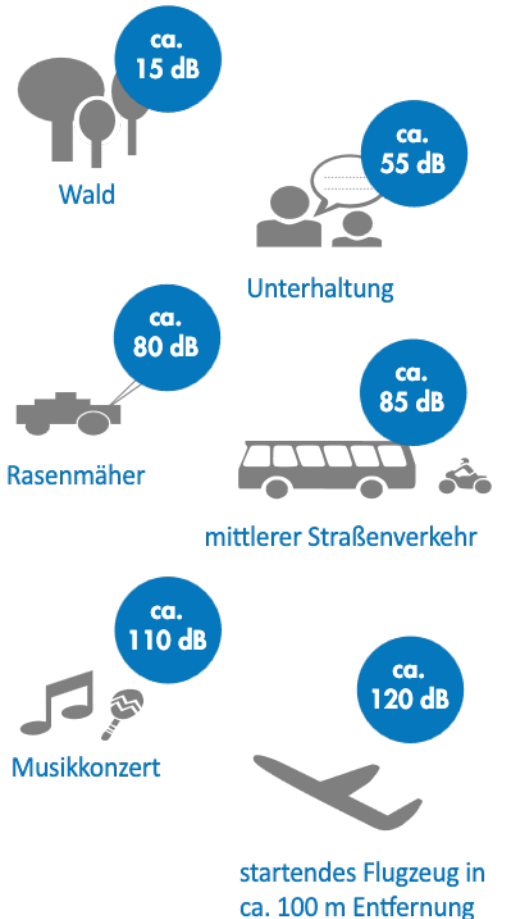 ca.
15 dB
Wald
ca.
55 dB
Unterhaltung
ca.
80 dB
Rasenmäher
ca.
85 dB
mittlerer Straßenverkehr
ca.
110 dB
Musikkonzert
ca.
120 dB
startendes Flugzeug in
ca. 100 m Entfernung